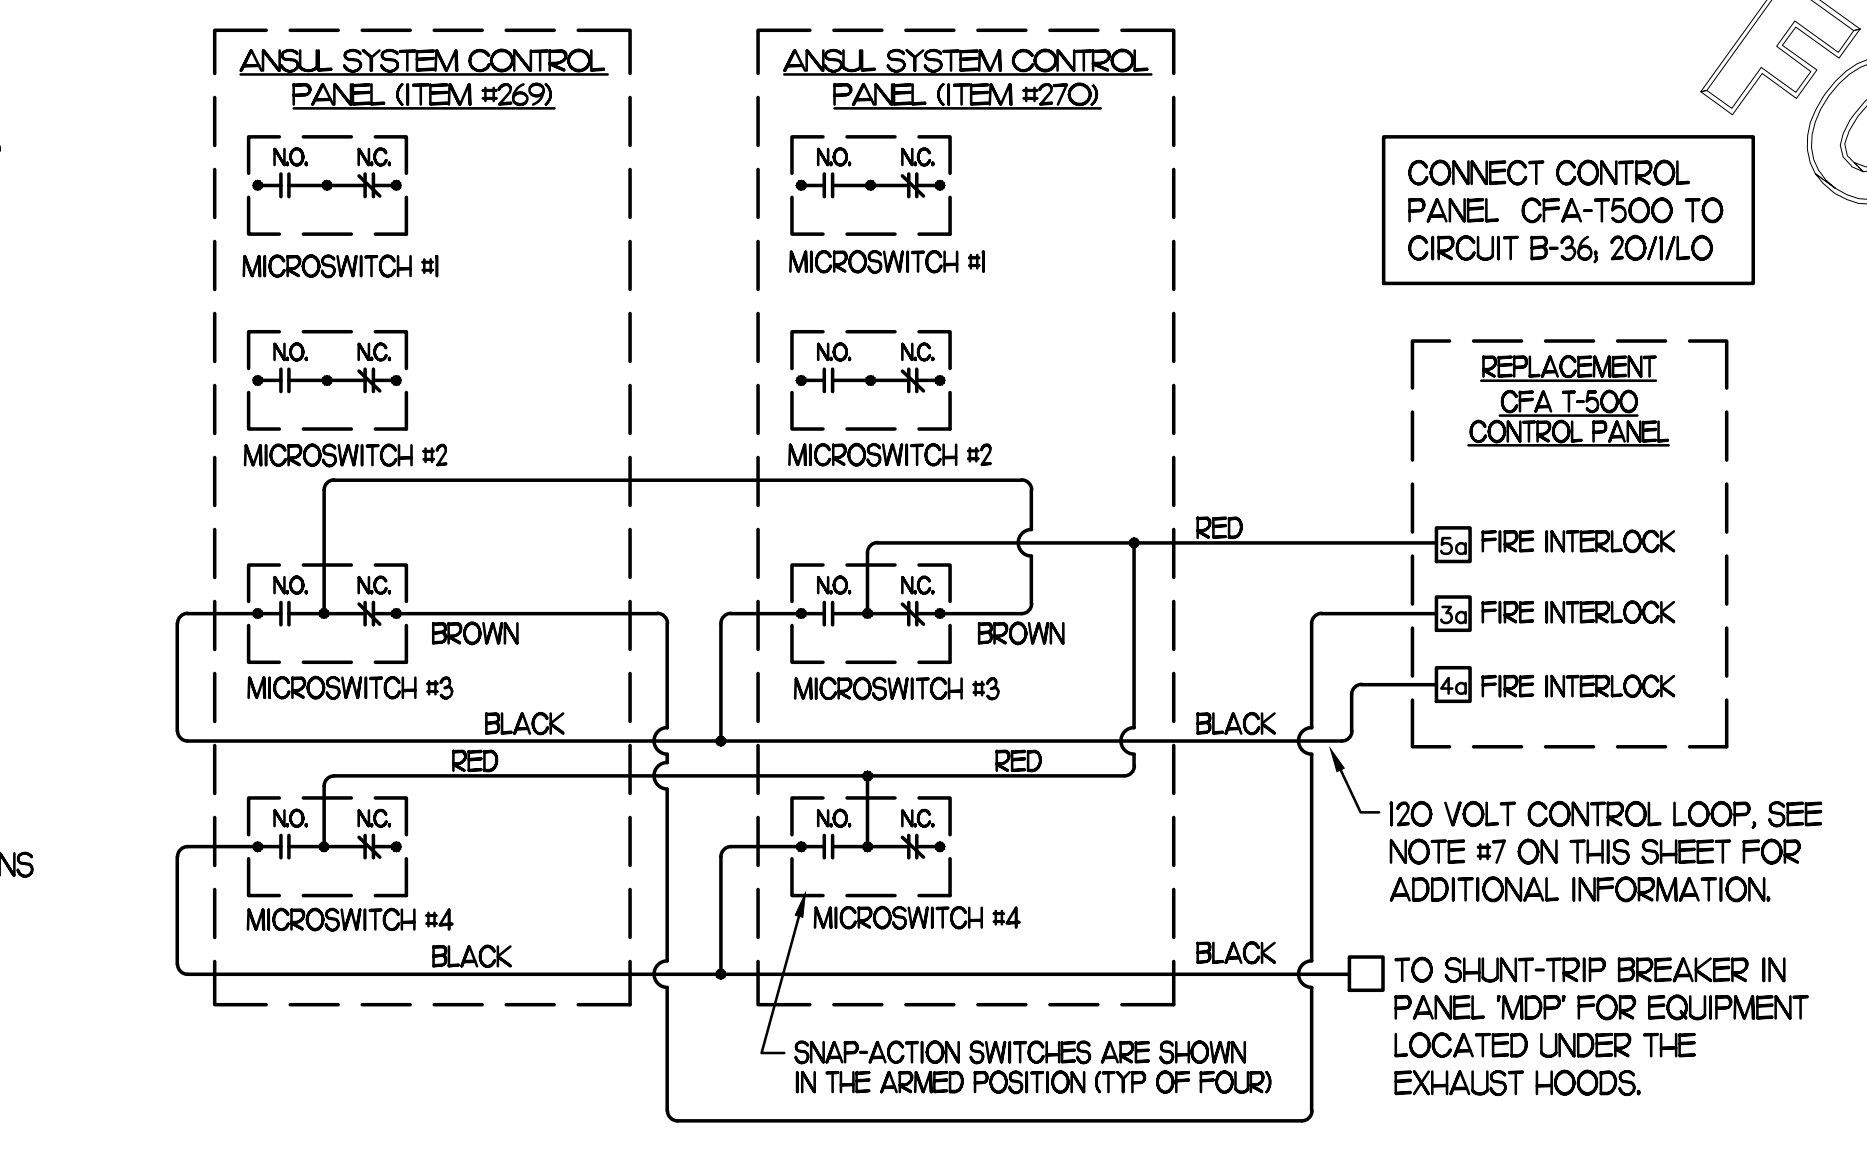 ANSUL SYSTEM CONTROL
PANEL (ITEM #269)
N.O. N.C.
MICROSWITCH #1
N.O. N.C.
MICROSWITCH #2
N.O. N.C.
BROWN
MICROSWITCH #3
BLACK
RED
N.O. N.C.
MICROSWITCH #4
BLACK
NS
ANSUL SYSTEM CONTROL
PANEL (ITEM #270)
N.O. N.C.
MICROSWITCH #1
N.O. N.C.
MICROSWITCH #2
N.O. N.C.
BROWN
MICROSWITCH #3
RED
N.O. N.C.
MICROSWITCH #4
SNAP-ACTION SWITCHES ARE SHOWN
IN THE ARMED POSITION (TYP OF FOUR)
RED
BLACK
BLACK
FO
CONNECT CONTROL
PANEL CFA-T500 TO
CIRCUIT B-36; 20/1/LO
REPLACEMENT
CFA T-500
CONTROL PANEL
5a FIRE INTERLOCK
3a FIRE INTERLOCK
4a FIRE INTERLOCK
120 VOLT CONTROL LOOP, SEE
NOTE #7 ON THIS SHEET FOR
ADDITIONAL INFORMATION.
TO SHUNT-TRIP BREAKER IN
PANEL 'MDP' FOR EQUIPMENT
LOCATED UNDER THE
EXHAUST HOODS.